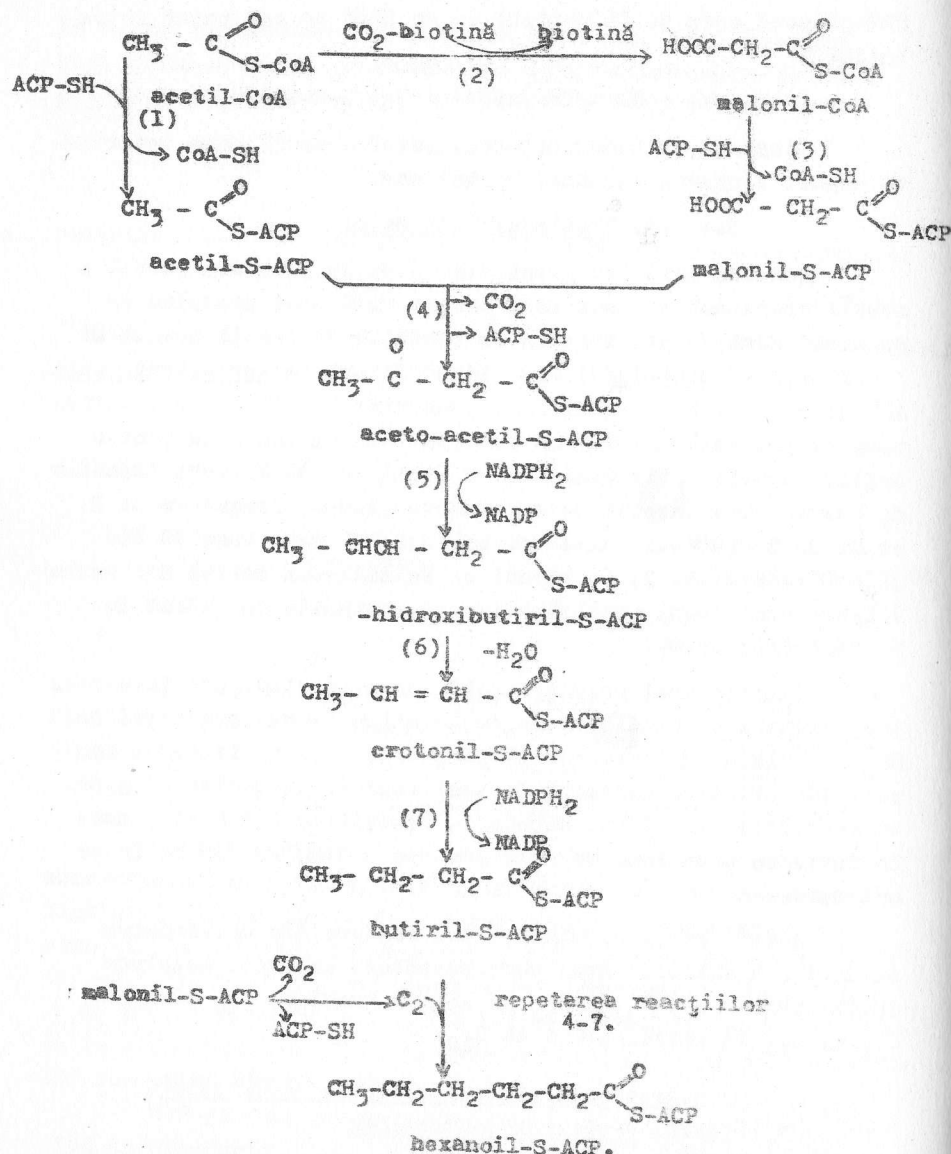 CH₃ - C O S-CoA
CO₂-biotină biotină
(2)
HOOC-CH₂-C O S-CoA
ACP-SH acetil-CoA
malonil-CoA
(1)
CoA-SH
ACP-SH (3)
CoA-SH
CH₃ - C O S-ACP
HOOC - CH₂ - C O S-ACP
acetil-S-ACP
malonil-S-ACP
(4) CO₂
ACP-SH
O
CH₃- C - CH₂ - C O S-ACP
aceto-acetil-S-ACP
(5) NADPH₂
NADP
CH₃ - CHOH - CH₂ - C O S-ACP
-hidroxibutiril-S-ACP
(6) -H₂O
CH₃- CH = CH - C O S-ACP
crotonil-S-ACP
(7) NADPH₂
NADP
CH₃- CH₂- CH₂- C O S-ACP
butiril-S-ACP
CO₂
malonil-S-ACP C₂ repetarea reacţiilor
ACP-SH 4-7.
CH₃-CH₂-CH₂-CH₂-CH₂-C O S-ACP
hexanoil-S-ACP.